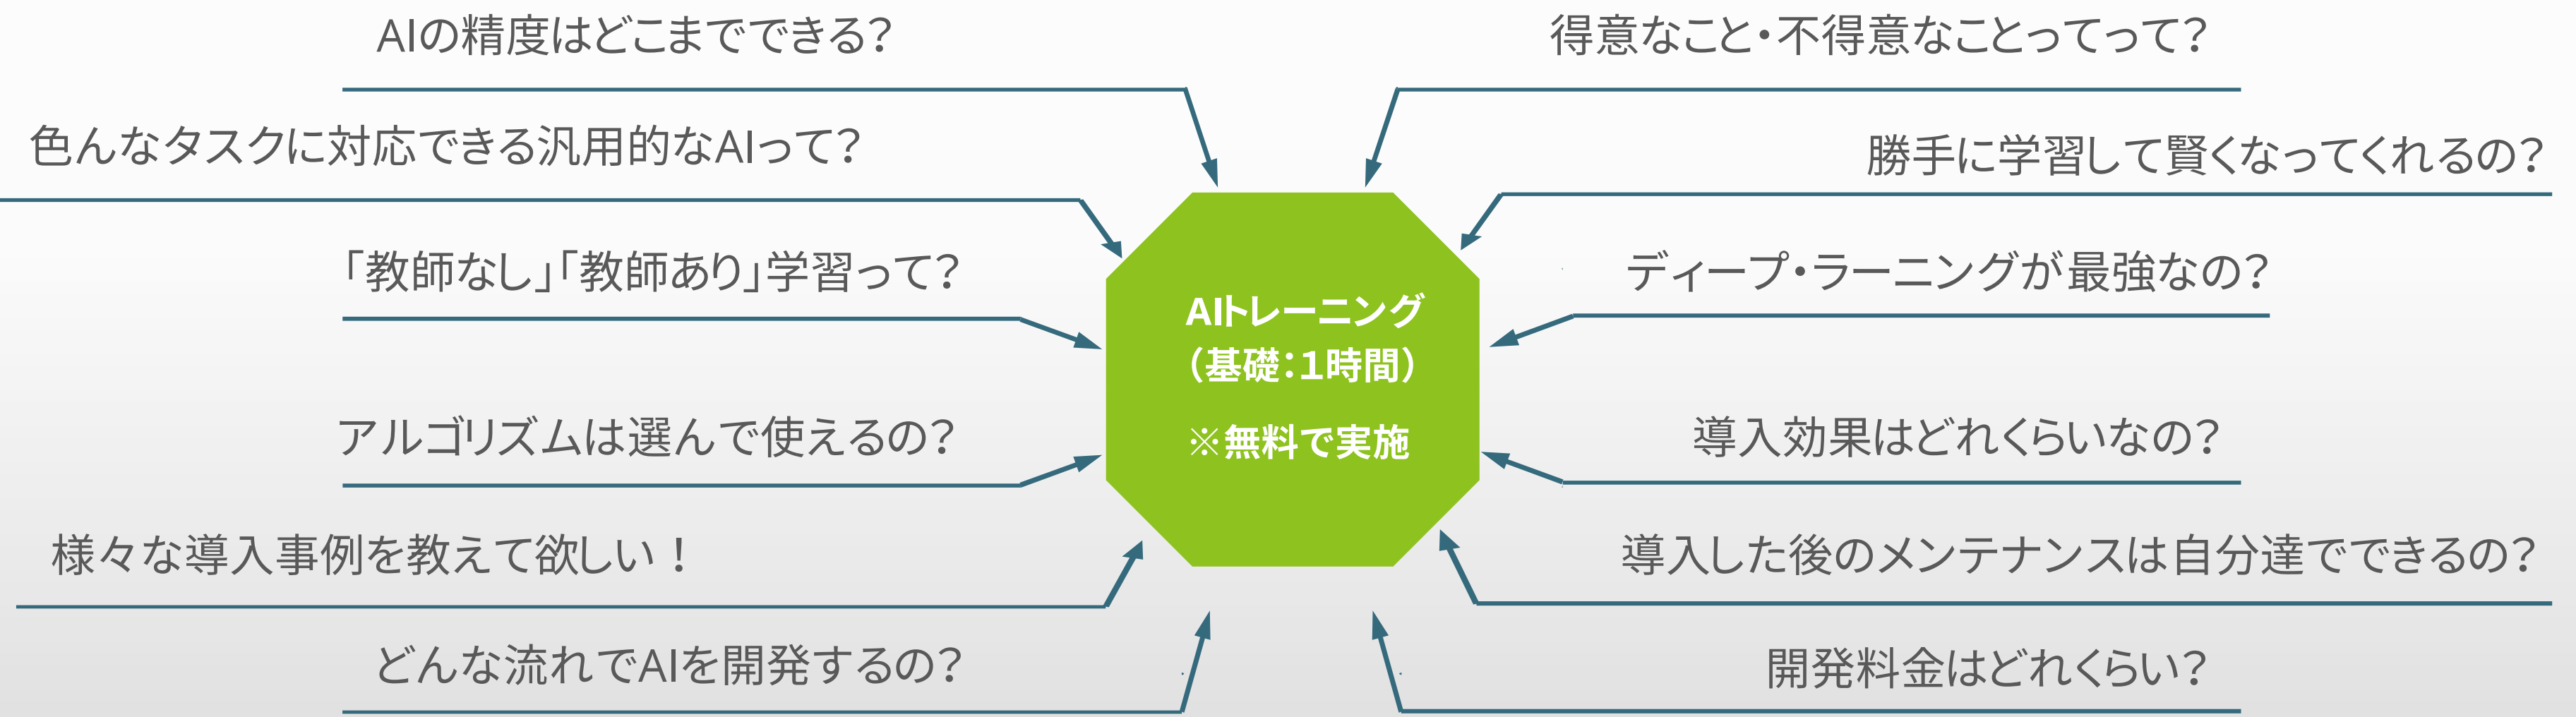 AIの精度はどこまでできる？
色んなタスクに対応できる汎用的なAIって？
「教師なし」「教師あり」学習って？
アルゴリズムは選んで使えるの？
様々な導入事例を教えて欲しい！
どんな流れでAIを開発するの？
AIトレーニング
（基礎：1時間）
※無料で実施
得意なこと・不得意なことってって？
勝手に学習して賢くなってくれるの？
ディープ・ラーニングが最強なの？
導入効果はどれくらいなの？
導入した後のメンテナンスは自分達でできるの？
開発料金はどれくらい？